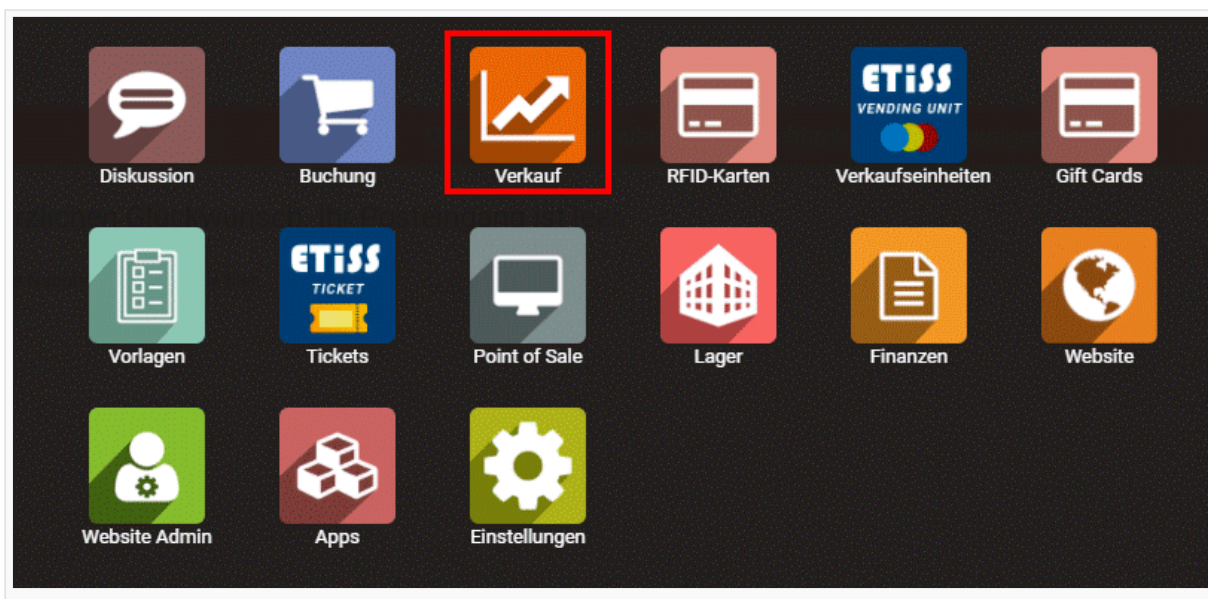 Diskussion
Buchung
Verkauf
RFID-Karten
ETiSS
VENDING UNIT
Verkaufseinheiten
Gift Cards
Vorlagen
ETiSS
TICKET
Tickets
Point of Sale
Lager
Finanzen
Website
Website Admin
Apps
Einstellungen